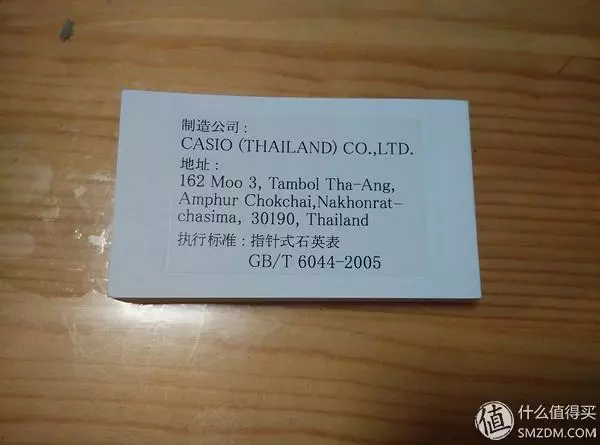 制造公司：
CASIO (THAILAND) CO.,LTD.
地址：
162 Moo 3, Tambol Tha-Ang,
Amphur Chokchai,Nakhonrat-
chasima, 30190, Thailand
执行标准：指针式石英表
GB/T 6044-2005
值 什么值得买
SMZDM.COM